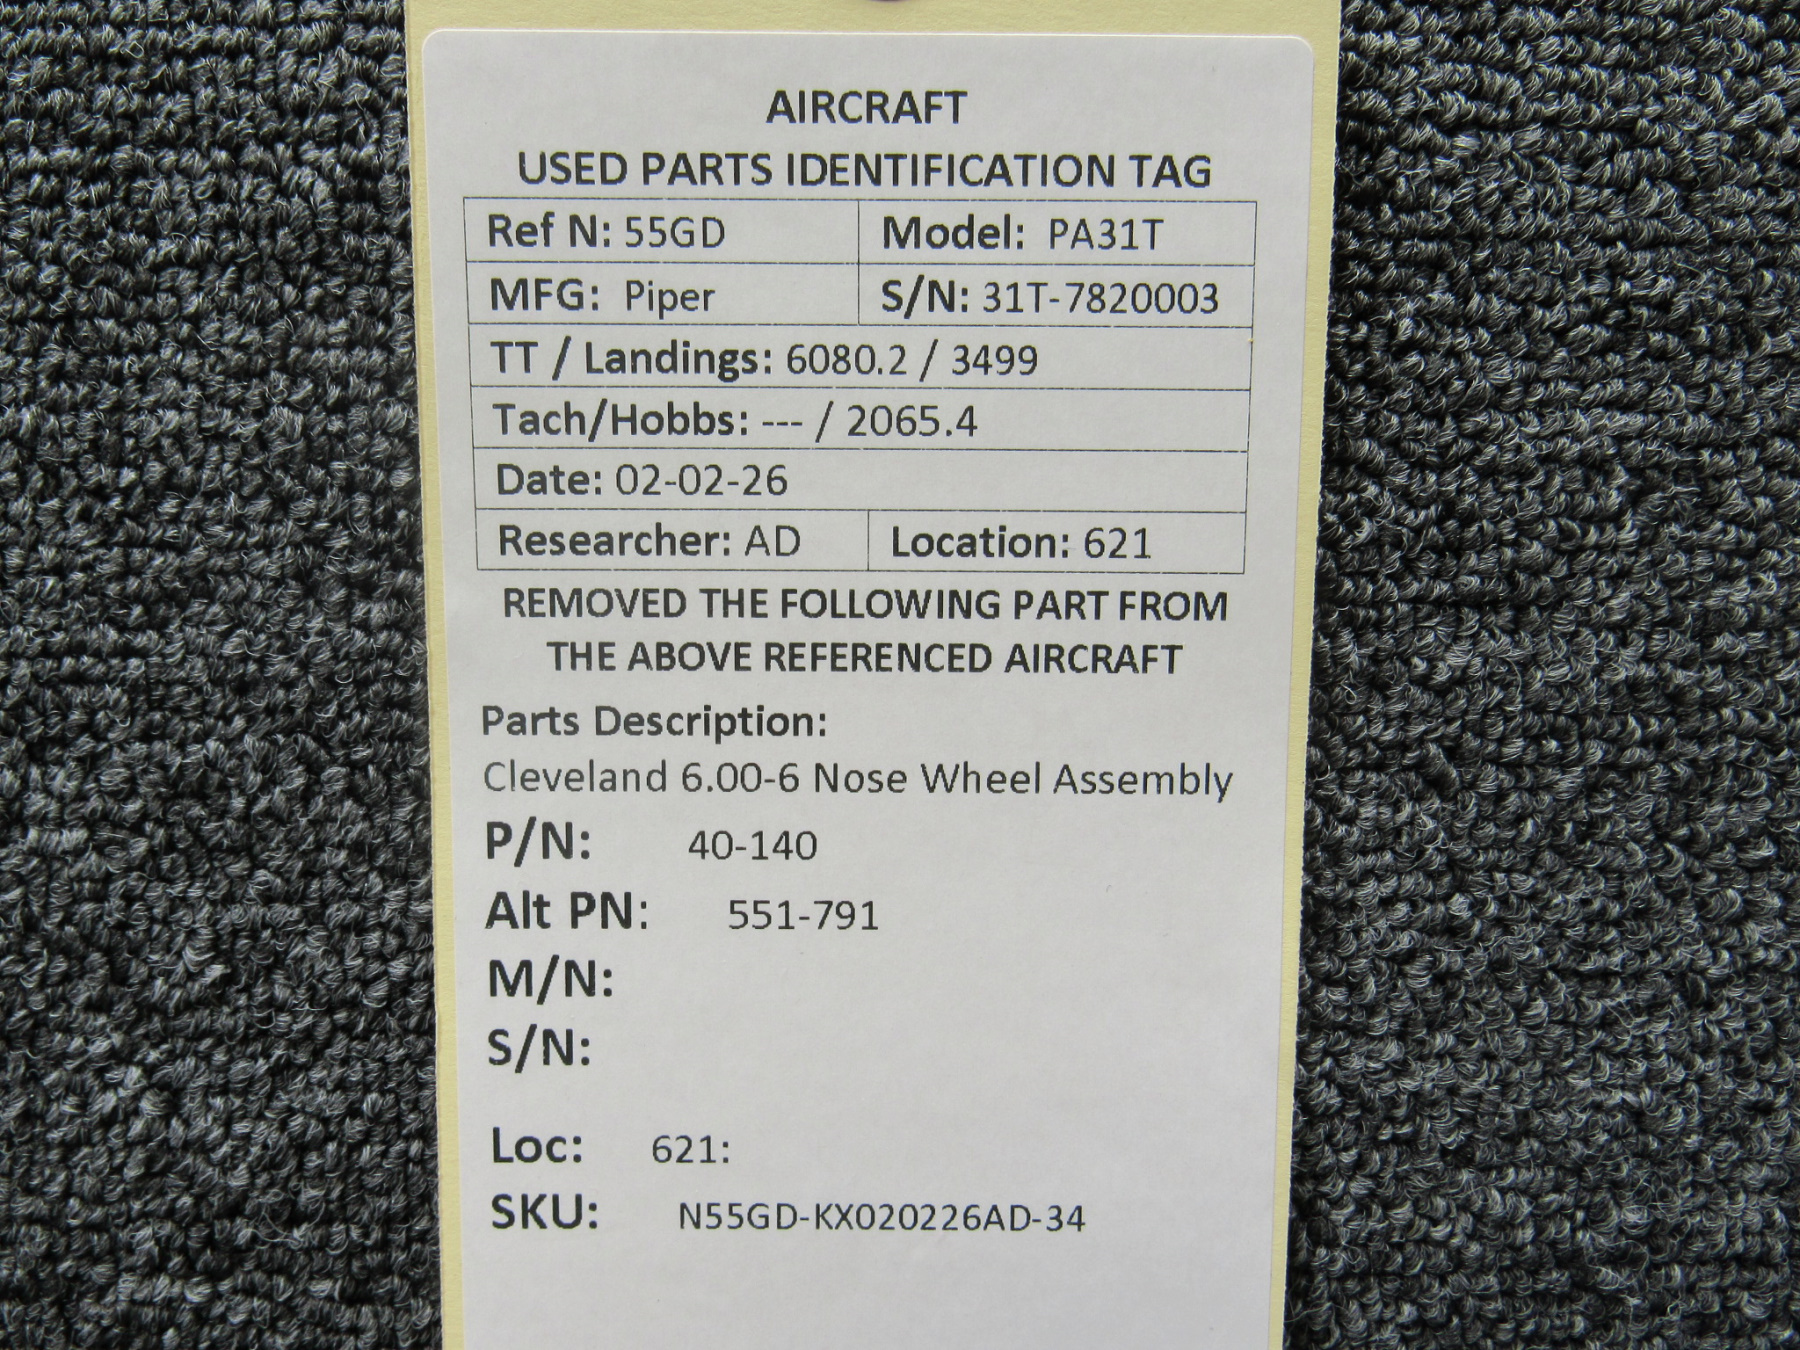 AIRCRAFT
USED PARTS IDENTIFICATION TAG
Ref N: 55GD Model: PA31T
MFG: Piper S/N: 31T-7820003
TT / Landings: 6080.2 / 3499
Tach/Hobbs: --- / 2065.4
Date: 02-02-26
Researcher: AD Location: 621
REMOVED THE FOLLOWING PART FROM
THE ABOVE REFERENCED AIRCRAFT
Parts Description:
Cleveland 6.00-6 Nose Wheel Assembly
P/N: 40-140
Alt PN: 551-791
M/N:
S/N:
Loc: 621:
SKU: N55GD-KX020226AD-34